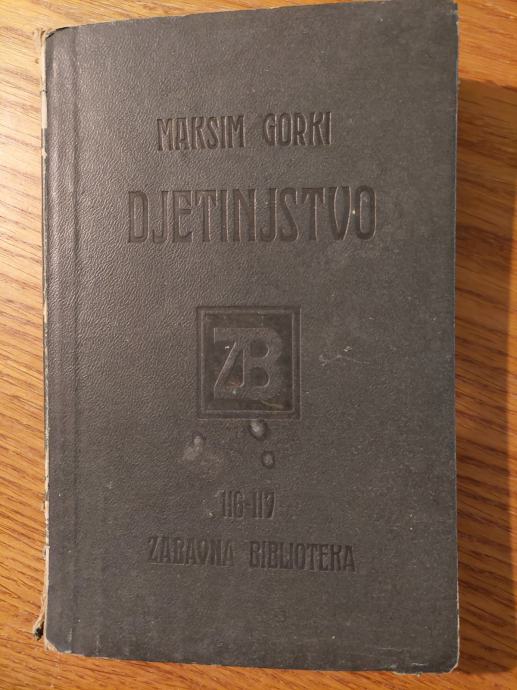 MAKSIM GORKI
DJETINJSTVO
ZB
116-117
ZABAVNA BIBLIOTEKA